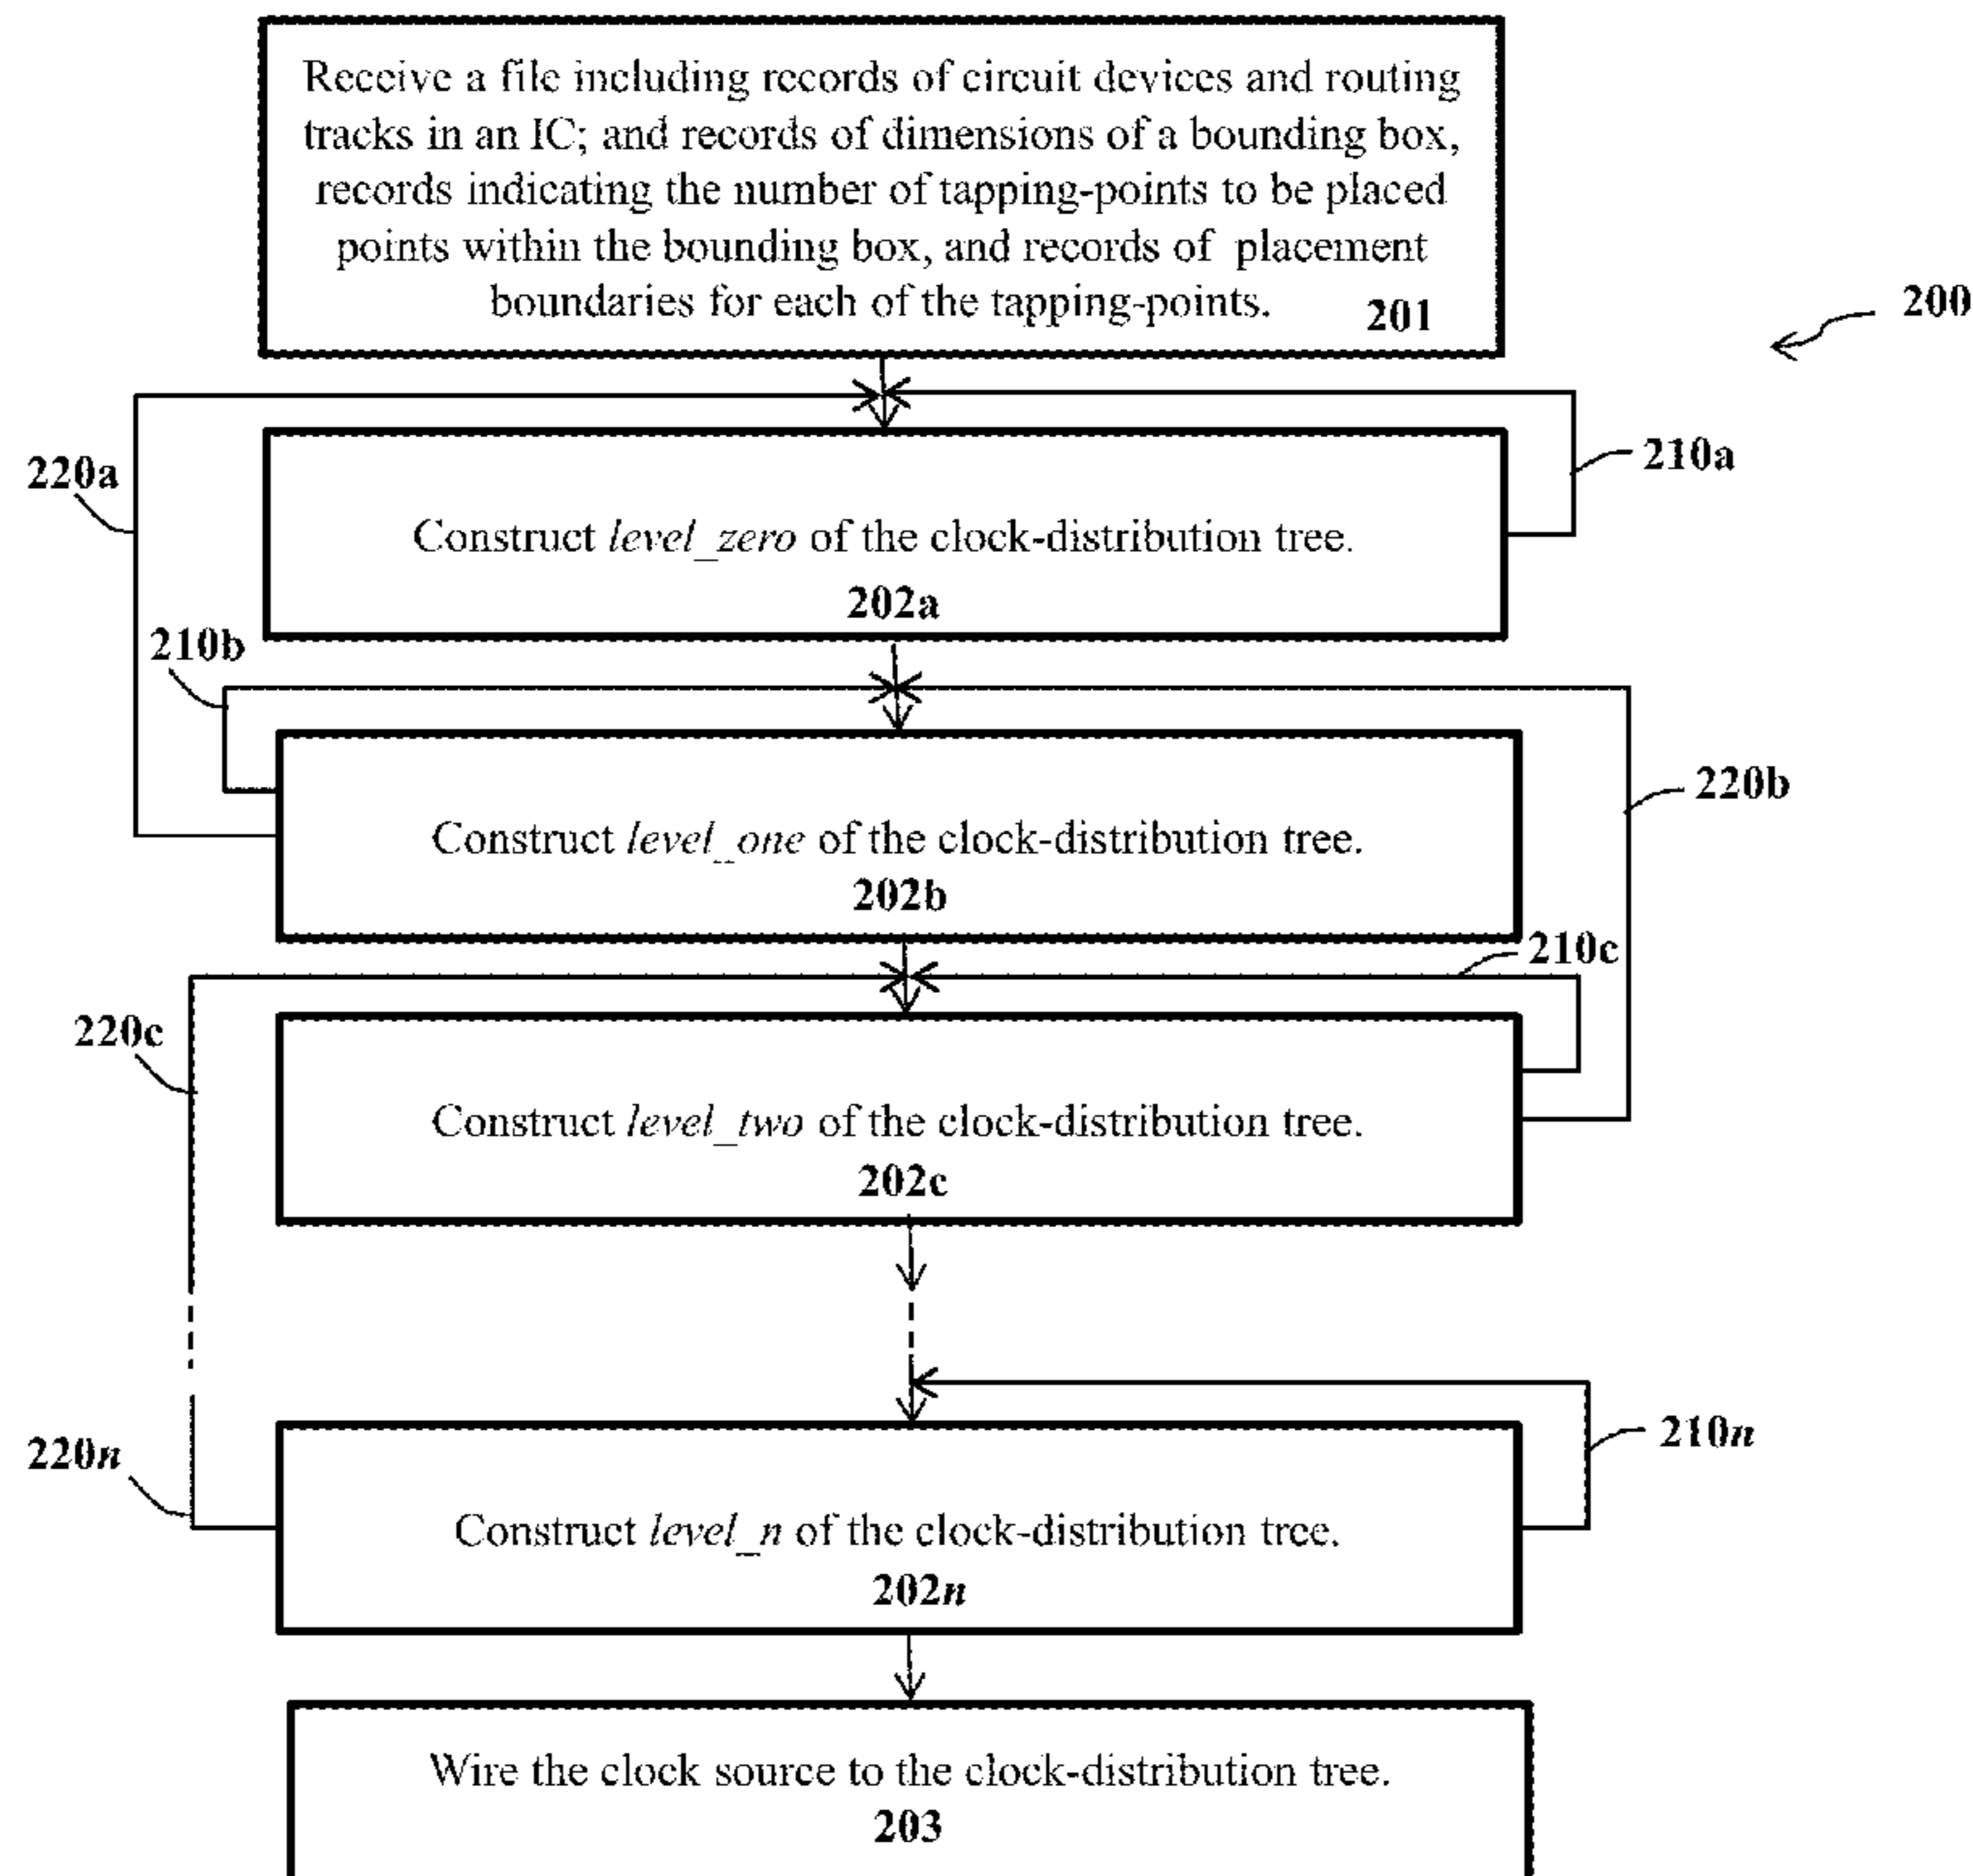 Receive a file including records of circuit devices and routing
tracks in an IC; and records of dimensions of a bounding box,
records indicating the number of tapping-points to be placed
points within the bounding box, and records of placement
boundaries for each of the tapping-points.
201
200
220a
210a
Construct level_zero of the clock-distribution tree.
202a
210b
220b
Construct level_one of the clock-distribution tree.
202b
210c
220c
Construct level_two of the clock-distribution tree.
202c
220n
210n
Construct level_n of the clock-distribution tree.
202n
Wire the clock source to the clock-distribution tree.
203